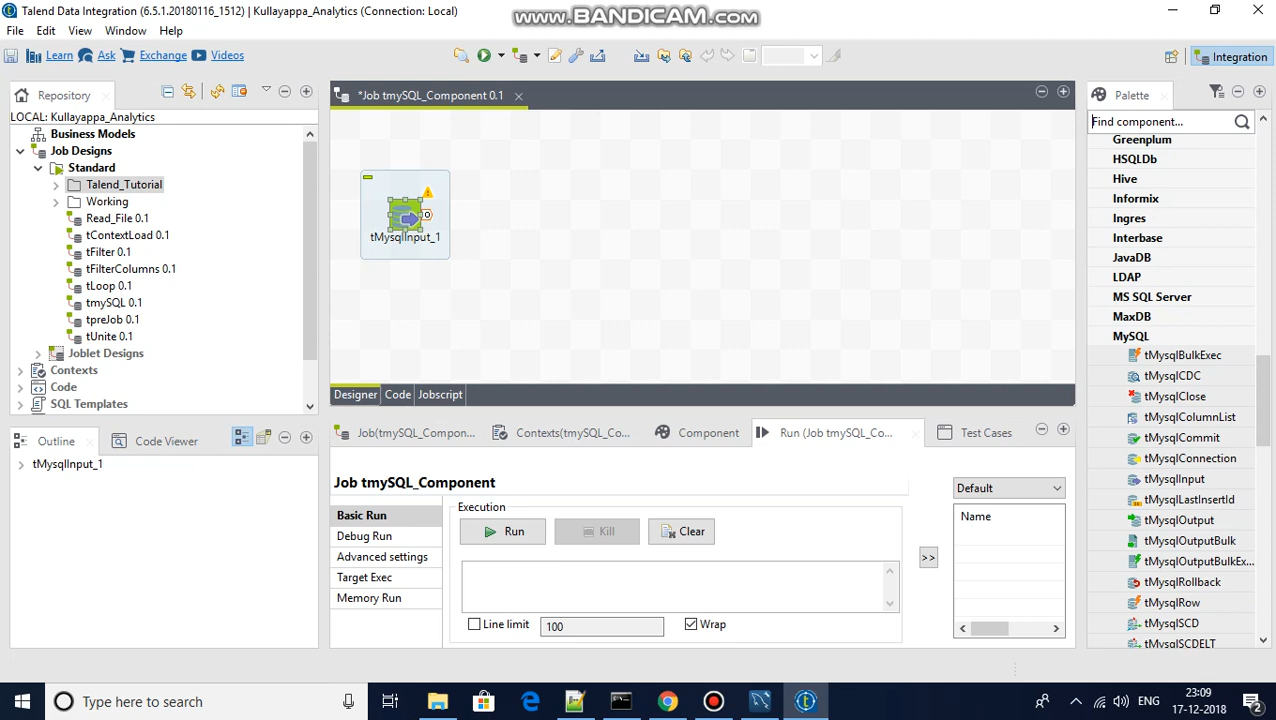 Talend Data Integration (6.5.1.20180116_1512) | Kullayappa_Analytics (Connection: Local)
www.BANDICAM.com
File Edit View Window Help
Learn Ask Exchange Videos
Integration
Repository
LOCAL: Kullayappa_Analytics
Business Models
Job Designs
Standard
Talend_Tutorial
Working
Read_File 0.1
tContextLoad 0.1
tFilter 0.1
tFilterColumns 0.1
tLoop 0.1
tmySQL 0.1
tpreJob 0.1
tUnite 0.1
Joblet Designs
Contexts
Code
SQL Templates
Outline
Code Viewer
tMysqlInput_1
*Job tmySQL_Component 0.1
tMysqlInput_1
Designer Code Jobscript
Job(tmySQL_Compon... Contexts(tmySQL_Co... Component Run (Job tmySQL_Co... Test Cases
Job tmySQL_Component
Basic Run
Debug Run
Advanced settings
Target Exec
Memory Run
Execution
Run Kill Clear
Line limit 100 Wrap
Default
Name
>>
Palette
Find component...
Greenplum
HSQLDb
Hive
Informix
Ingres
Interbase
JavaDB
LDAP
MS SQL Server
MaxDB
MySQL
tMysqlBulkExec
tMysqlCDC
tMysqlClose
tMysqlColumnList
tMysqlCommit
tMysqlConnection
tMysqlInput
tMysqlLastInsertId
tMysqlOutput
tMysqlOutputBulk
tMysqlOutputBulkEx...
tMysqlRollback
tMysqlRow
tMysqlSCD
tMysqlSCDELT
Type here to search
ENG
23:09
17-12-2018
2